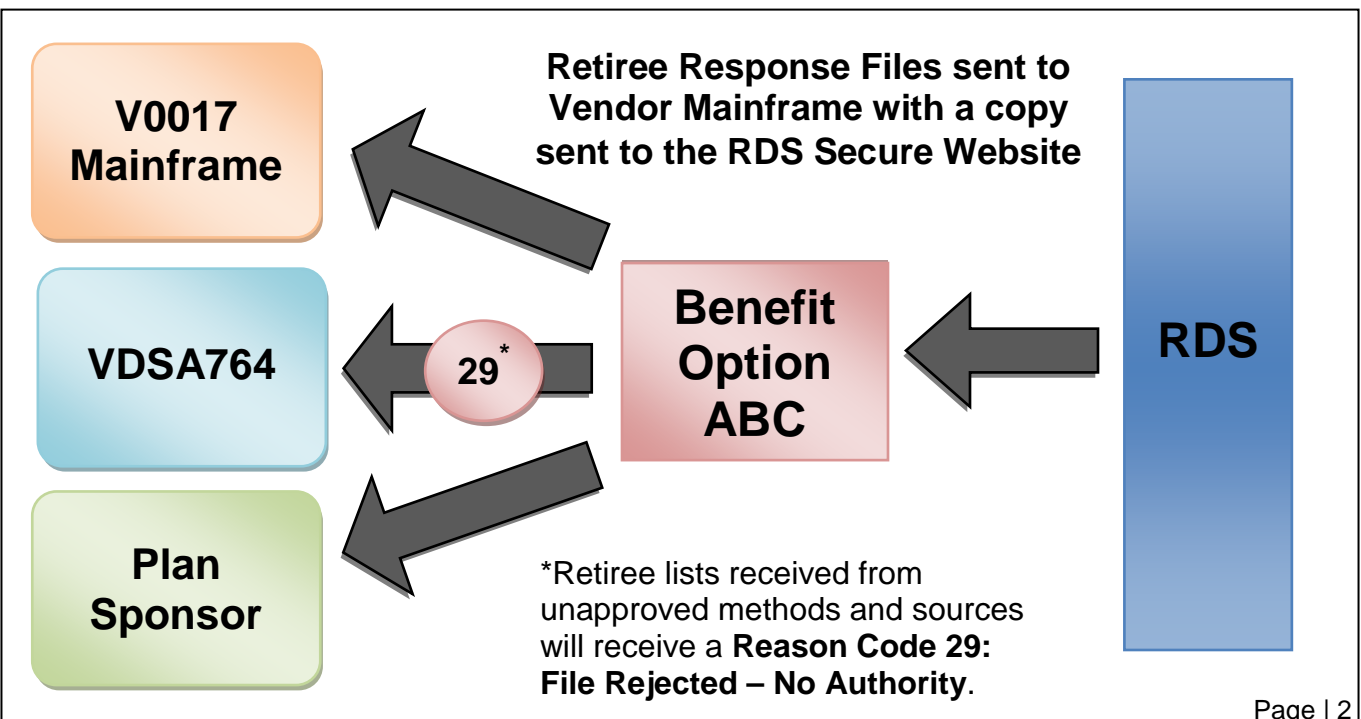 V0017
Mainframe
Retiree Response Files sent to
Vendor Mainframe with a copy
sent to the RDS Secure Website
VDSA764
29*
Benefit
Option
ABC
RDS
Plan
Sponsor
*Retiree lists received from
unapproved methods and sources
will receive a Reason Code 29:
File Rejected – No Authority.
Page | 2